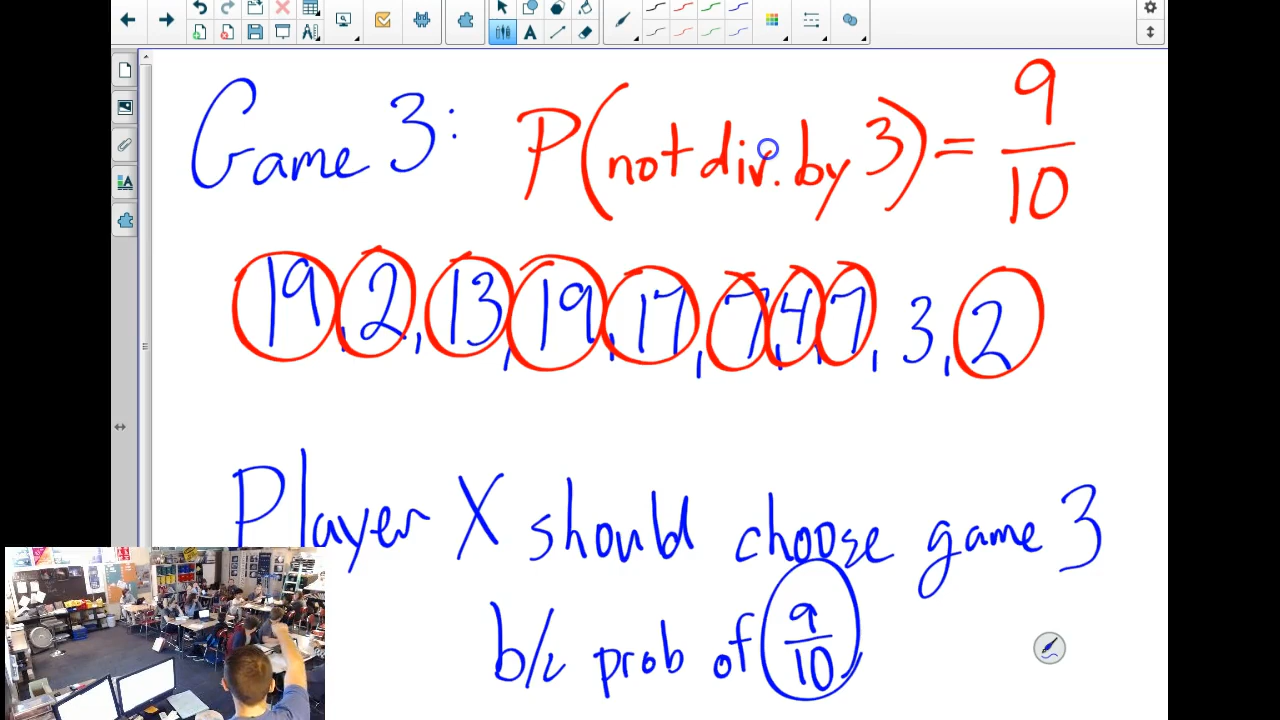 Game 3: P(not div. by 3) = 9/10
19, 2, 13, 19, 17, 7, 4, 7, 3, 2
Player X should choose game 3
b/c prob of 9/10